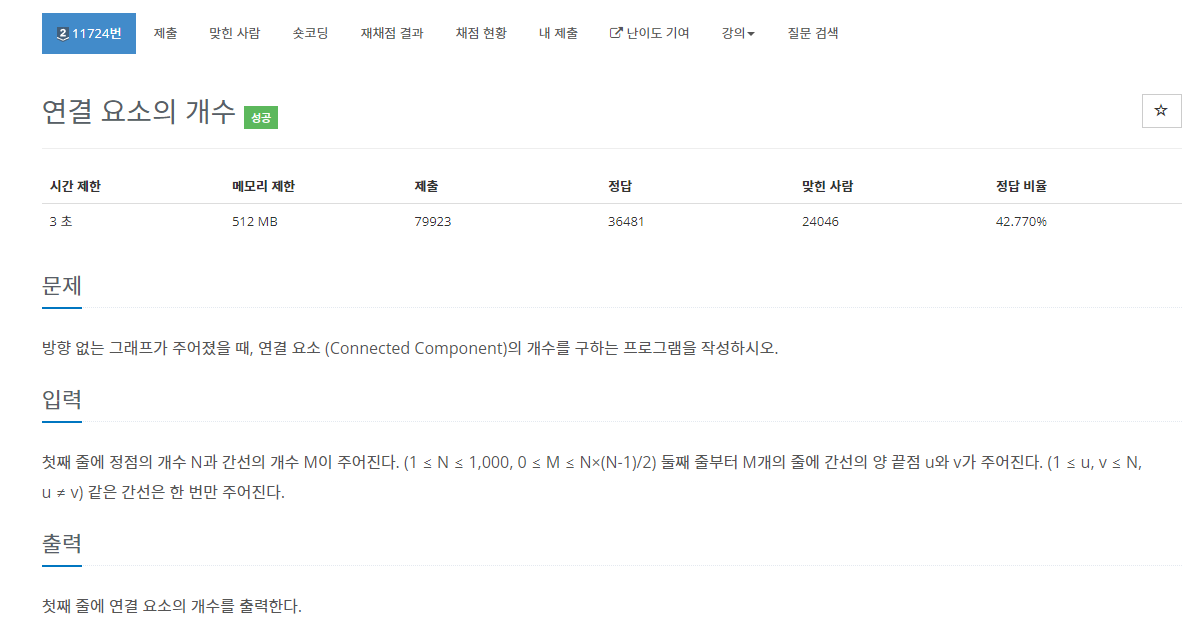 2 11724번 제출 맞힌 사람 숏코딩 재채점 결과 채점 현황 내 제출 난이도 기여 강의 질문 검색
연결 요소의 개수 성공
시간 제한 메모리 제한 제출 정답 맞힌 사람 정답 비율
3 초 512 MB 79923 36481 24046 42.770%
문제
방향 없는 그래프가 주어졌을 때, 연결 요소 (Connected Component)의 개수를 구하는 프로그램을 작성하시오.
입력
첫째 줄에 정점의 개수 N과 간선의 개수 M이 주어진다. (1 ≤ N ≤ 1,000, 0 ≤ M ≤ N×(N-1)/2) 둘째 줄부터 M개의 줄에 간선의 양 끝점 u와 v가 주어진다. (1 ≤ u, v ≤ N,
u ≠ v) 같은 간선은 한 번만 주어진다.
출력
첫째 줄에 연결 요소의 개수를 출력한다.